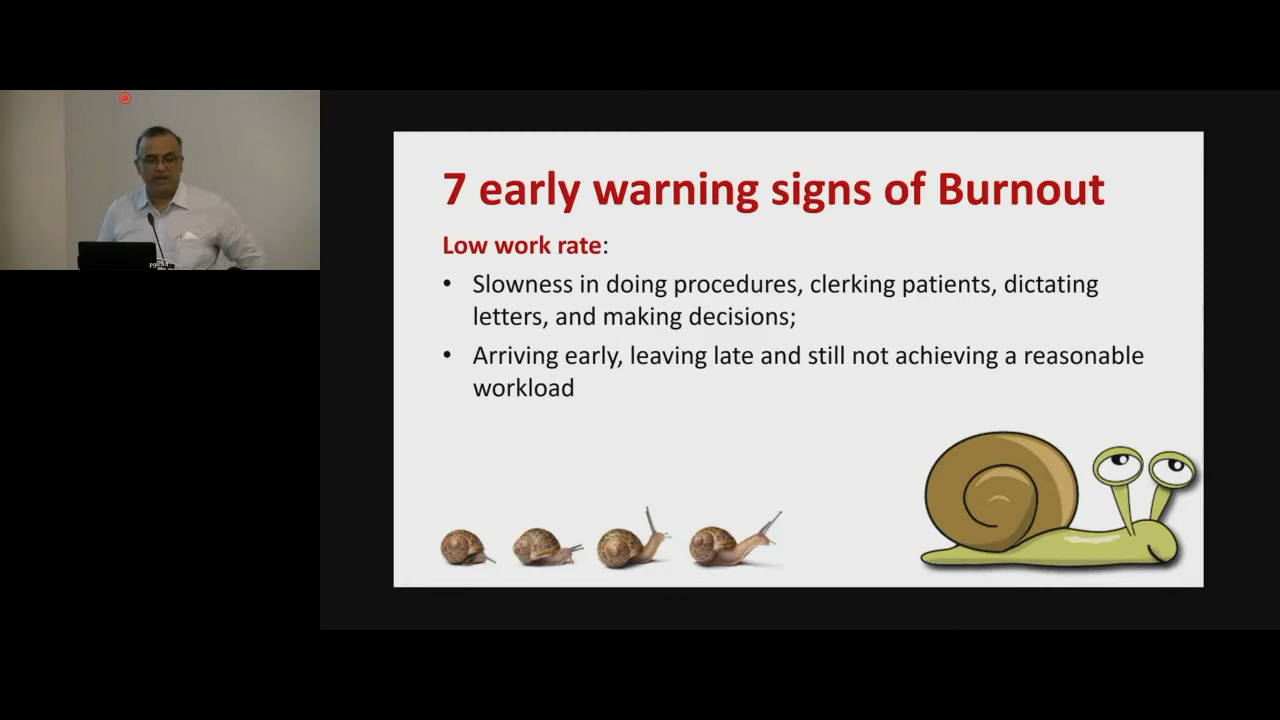 7 early warning signs of Burnout
Low work rate:
• Slowness in doing procedures, clerking patients, dictating
letters, and making decisions;
• Arriving early, leaving late and still not achieving a reasonable
workload